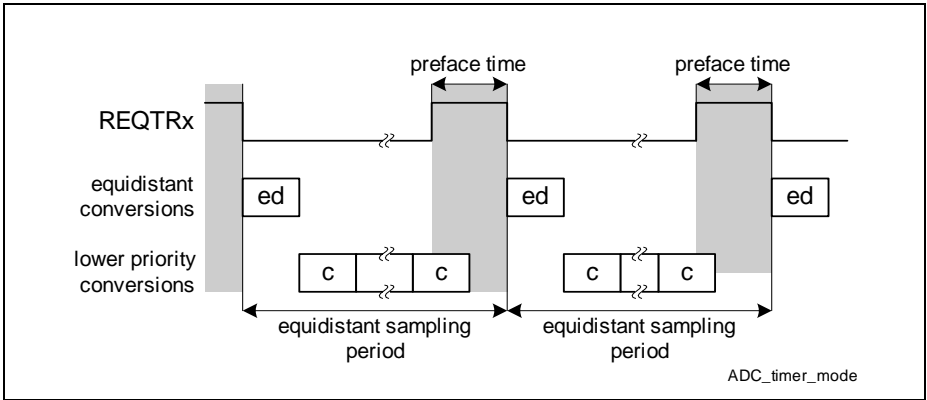 preface time
preface time
REQTRx
equidistant
conversions
ed
ed
ed
lower priority
conversions
c
c
c
c
equidistant sampling
period
equidistant sampling
period
ADC_timer_mode